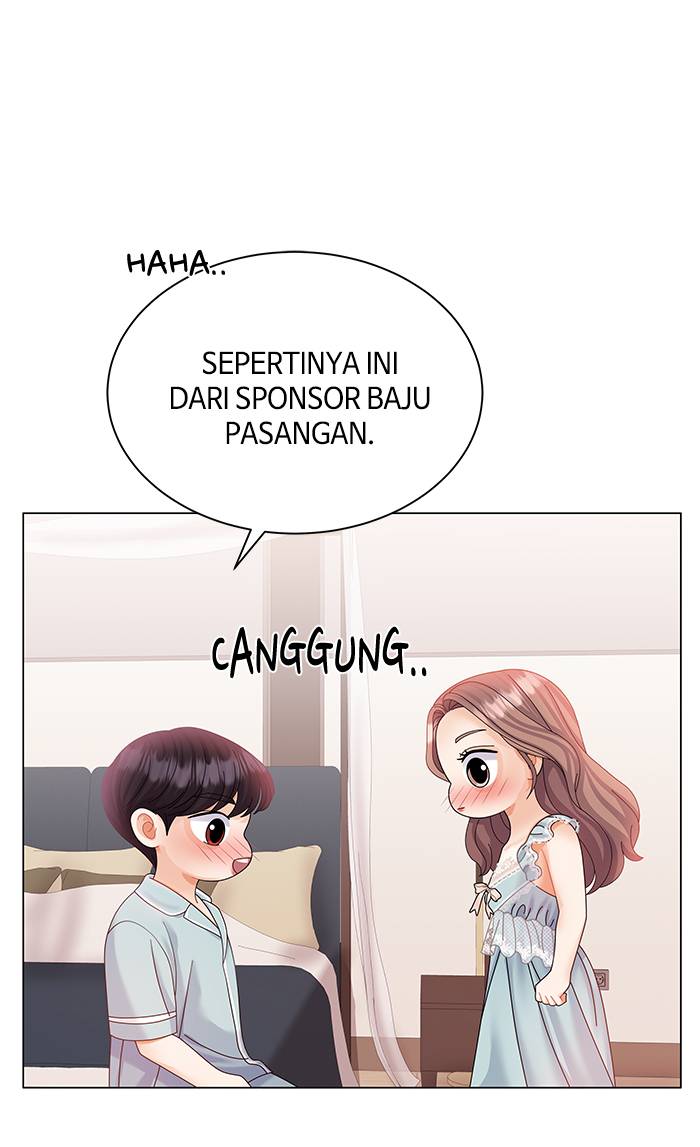 HAHA..
SEPERTINYA INI
DARI SPONSOR BAJU
PASANGAN.
CANGGUNG..